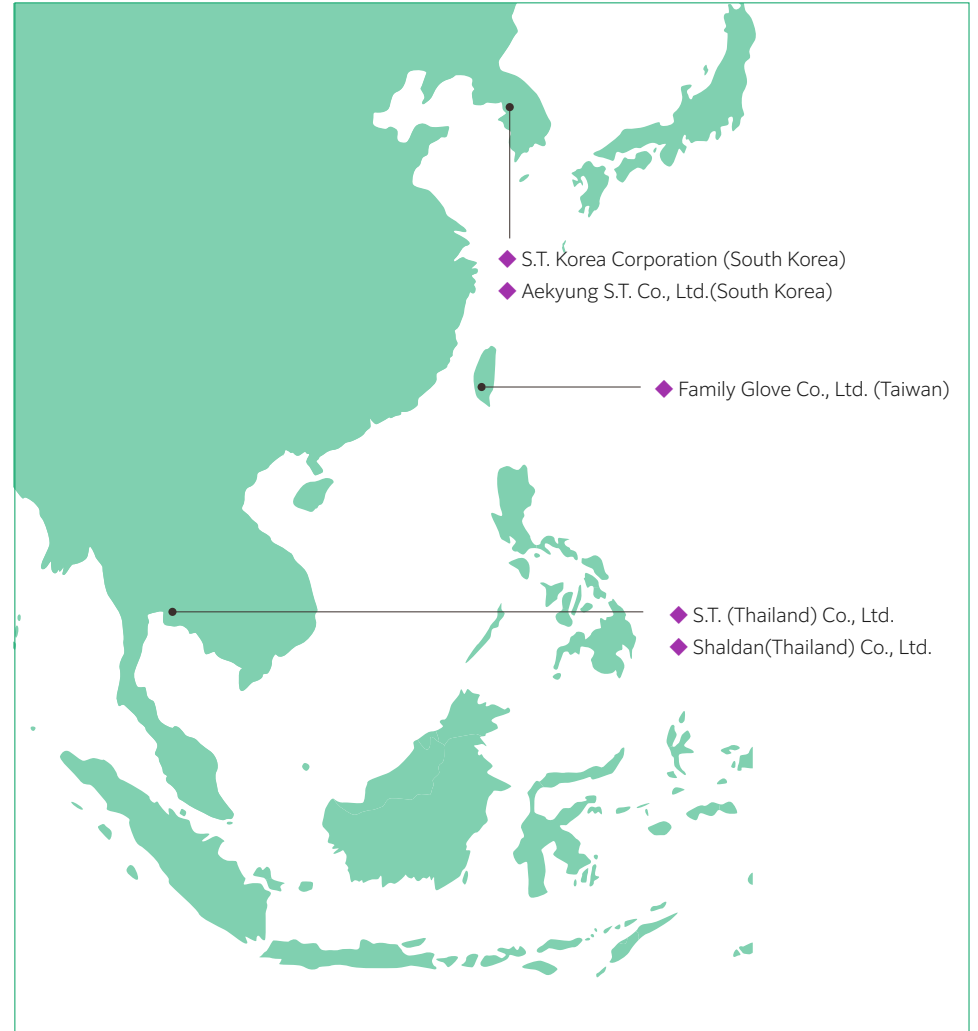 ◆ S.T. Korea Corporation (South Korea)
◆ Aekyung S.T. Co., Ltd.(South Korea)
◆ Family Glove Co., Ltd. (Taiwan)
◆ S.T. (Thailand) Co., Ltd.
◆ Shaldan(Thailand) Co., Ltd.